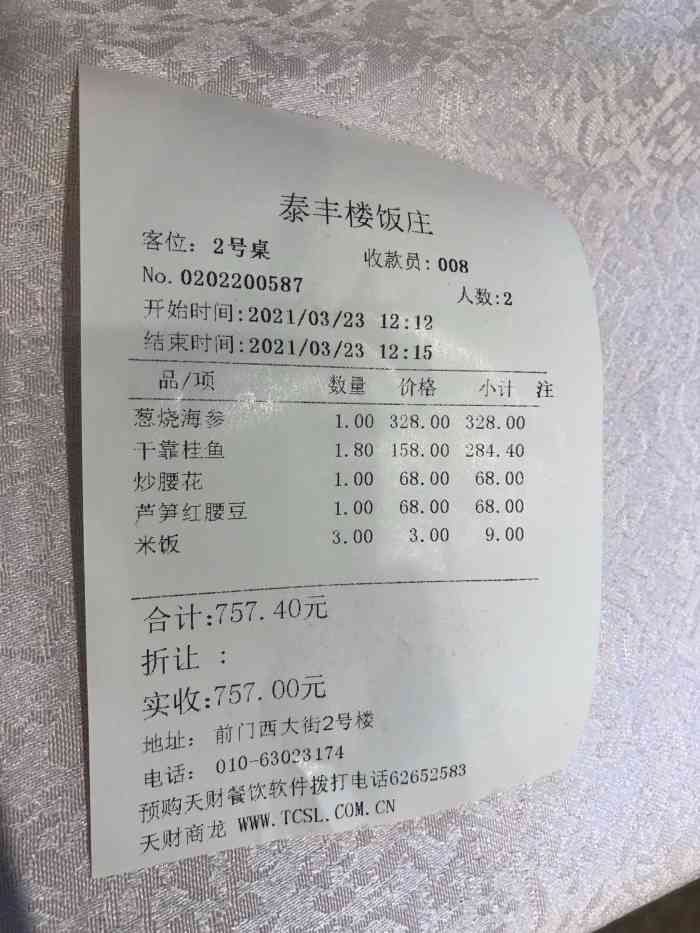 泰丰楼饭庄
客位: 2号桌 收款员: 008
No. 0202200587 人数:2
开始时间:2021/03/23 12:12
结束时间:2021/03/23 12:15
品/项 数量 价格 小计 注
葱烧海参 1.00 328.00 328.00
干靠桂鱼 1.80 158.00 284.40
炒腰花 1.00 68.00 68.00
芦笋红腰豆 1.00 68.00 68.00
米饭 3.00 3.00 9.00
合计:757.40元
折让 :
实收:757.00元
地址: 前门西大街2号楼
电话: 010-63023174
预购天财餐饮软件拨打电话62652583
天财商龙 WWW.TCSL.COM.CN